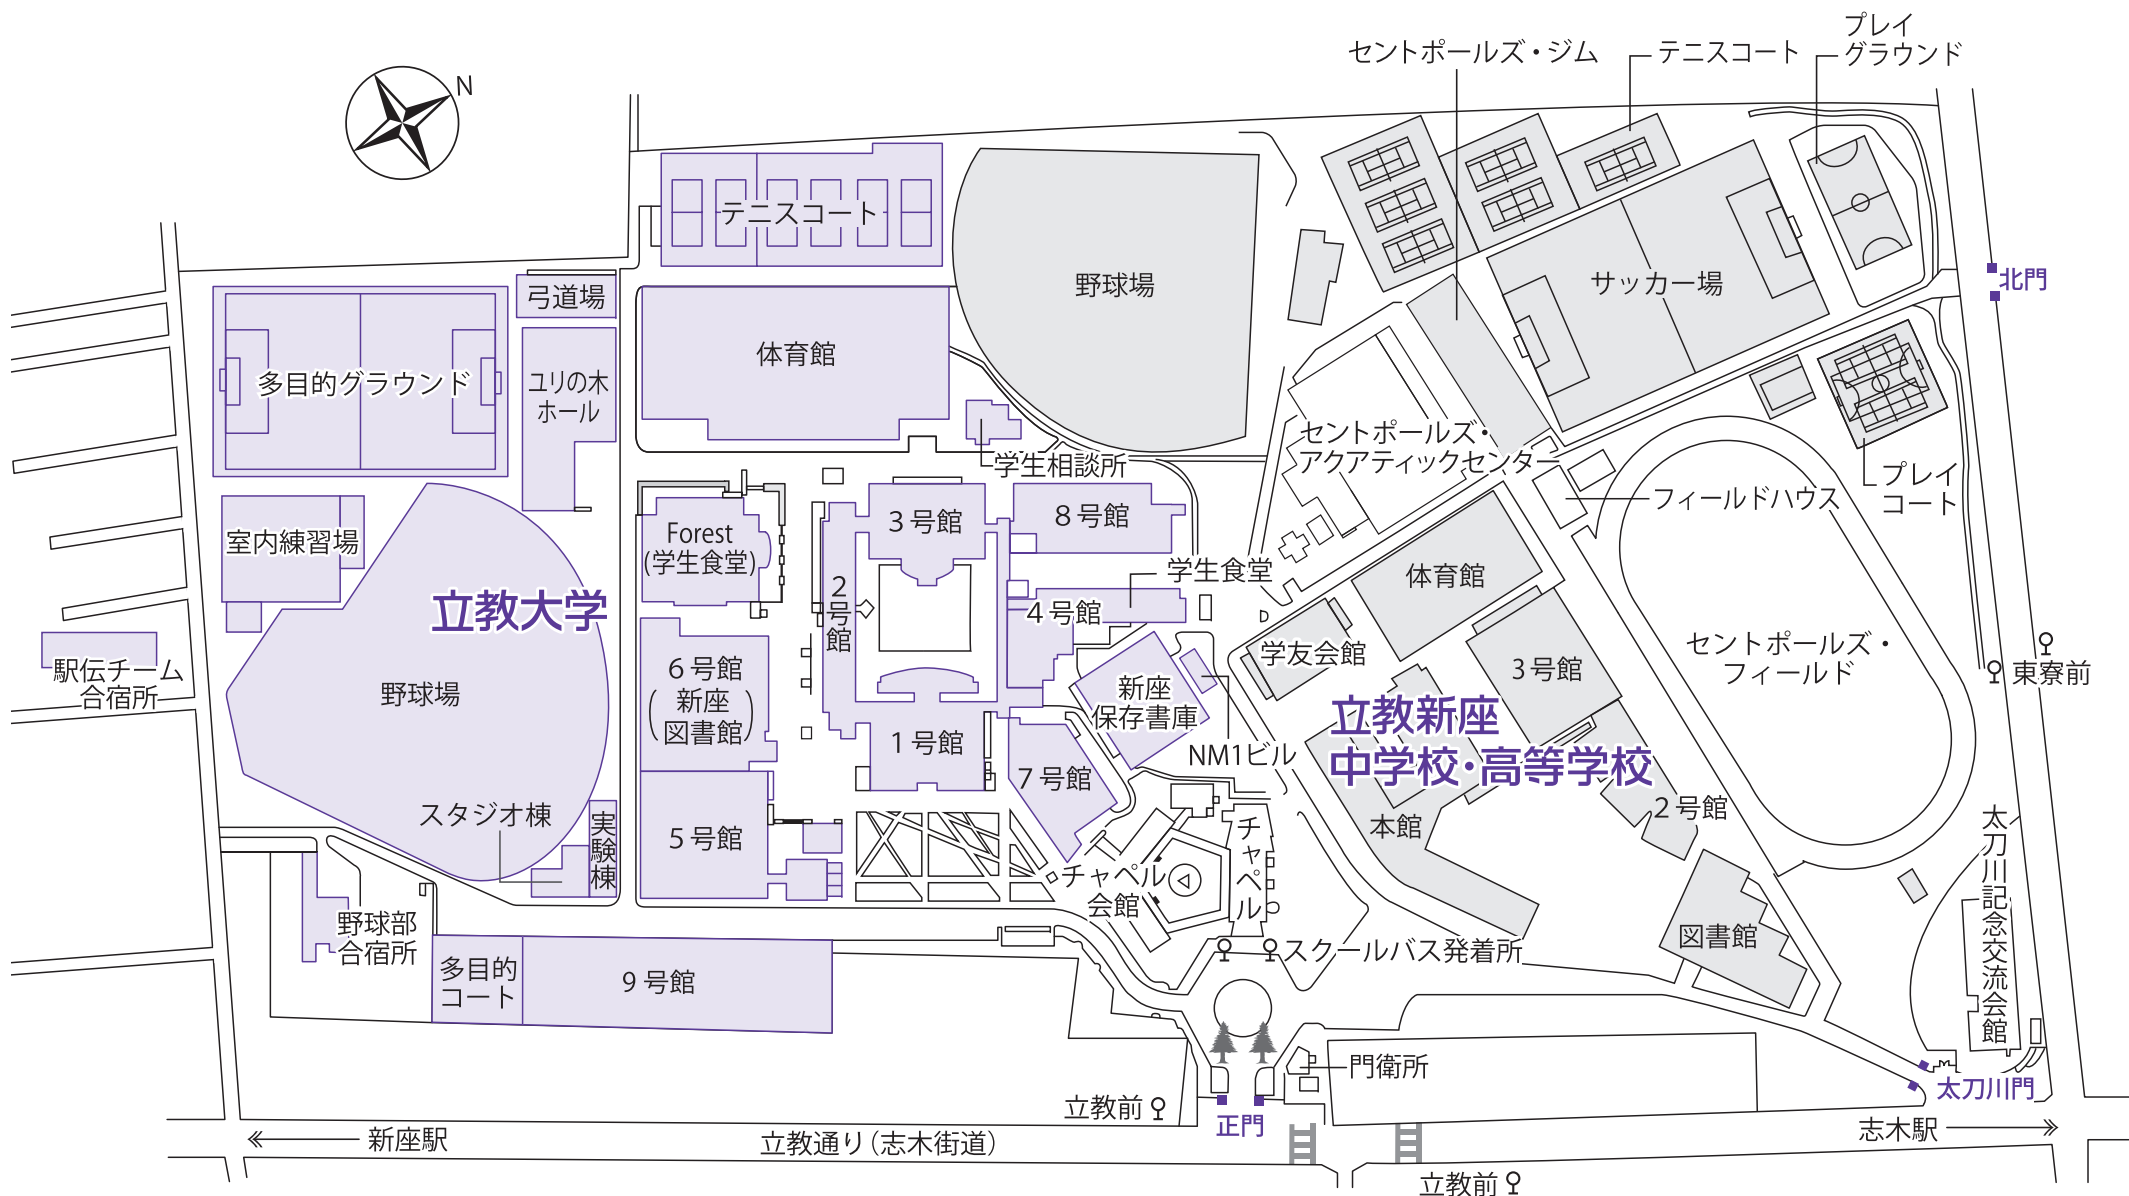 プレイ
グラウンド
セントポールズ・ジム
テニスコート
N
テニスコート
弓道場
野球場
サッカー場
北門
体育館
多目的グラウンド
ユリの木
ホール
セントポールズ・
アクアティックセンター
学生相談所
プレイ
コート
フィールドハウス
3号館
8号館
Forest
(学生食堂)
室内練習場
学生食堂
体育館
2号館
4号館
立教大学
学友会館
3号館
セントポールズ・
フィールド
東寮前
駅伝チーム
合宿所
野球場
6号館
(新座
図書館)
新座
保存書庫
立教新座
中学校・高等学校
1号館
NM1ビル
7号館
2号館
スタジオ棟
実験棟
5号館
チャペル
本館
太刀川記念交流会館
チャペル
会館
野球部
合宿所
図書館
スクールバス発着所
多目的
コート
9号館
門衛所
太刀川門
立教前
正門
新座駅
立教通り(志木街道)
志木駅
立教前